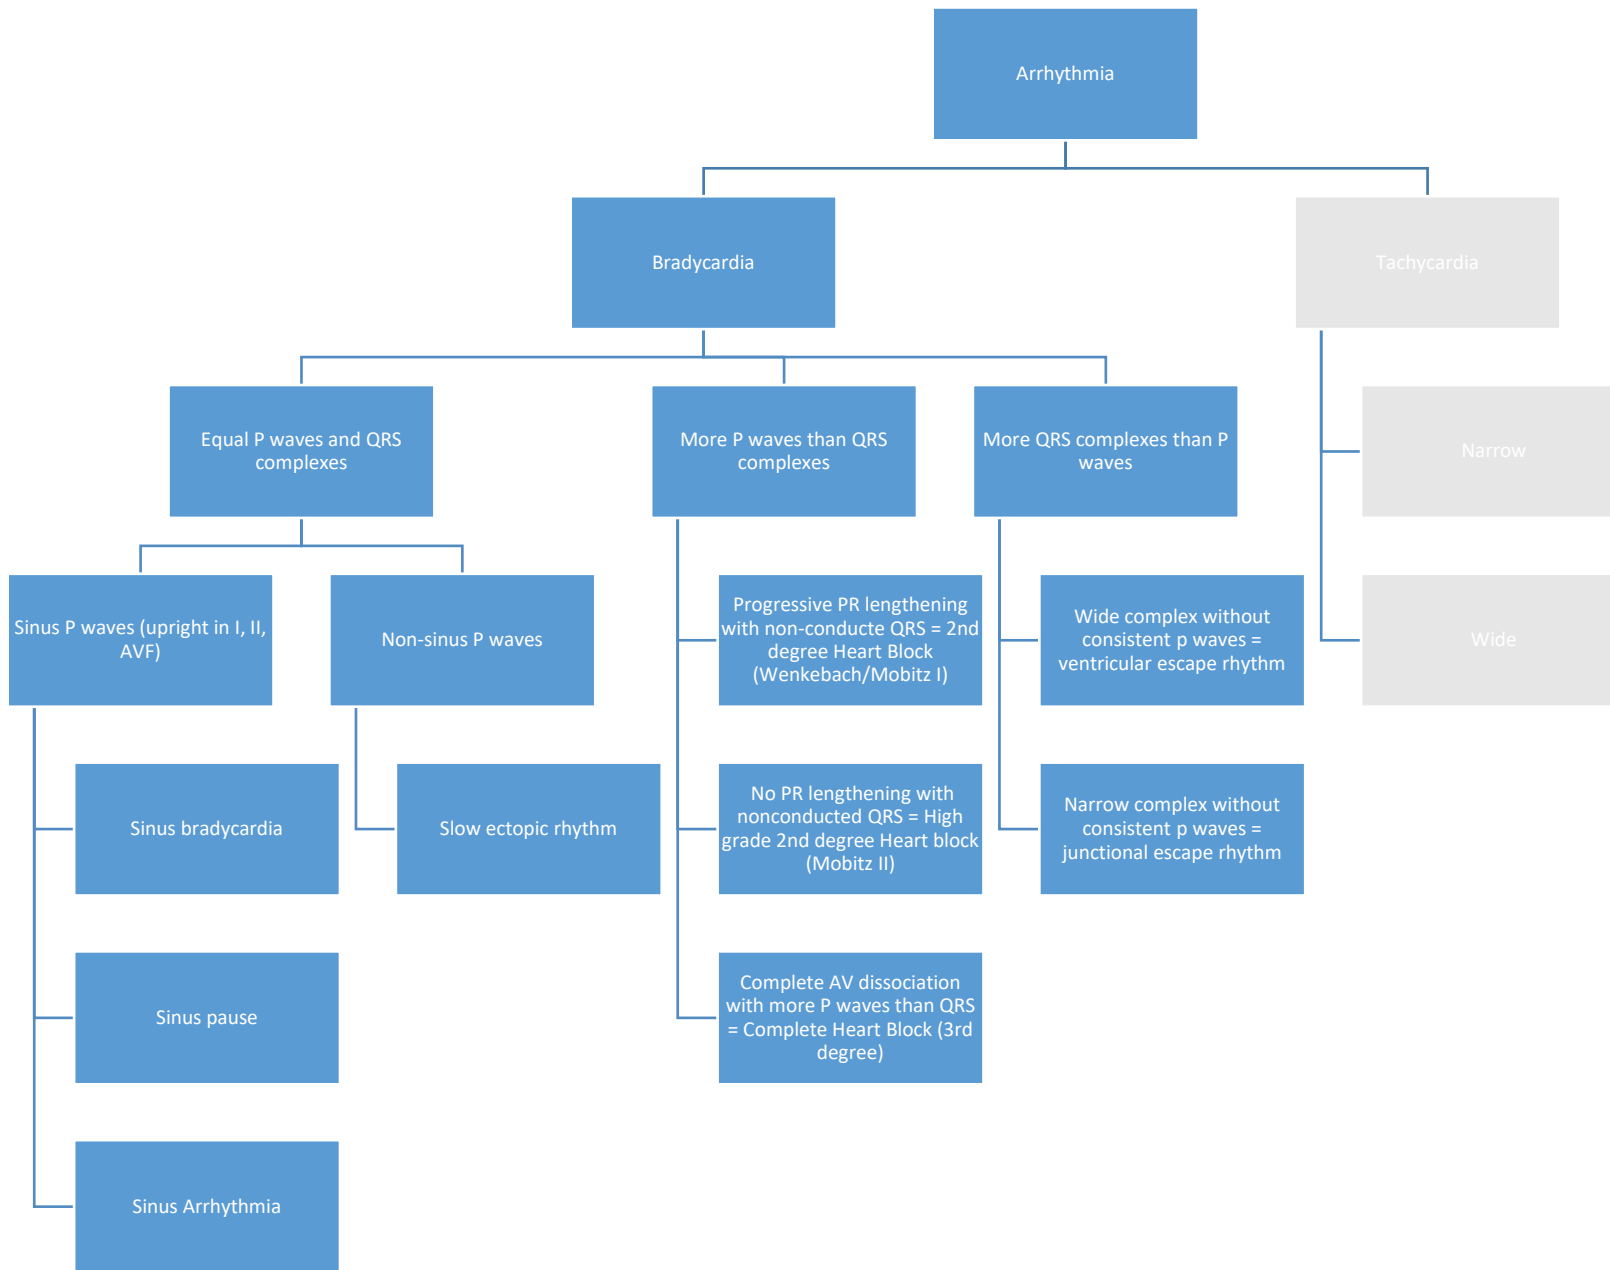 Arrhythmia
Bradycardia
Tachycardia
Equal P waves and QRS
complexes
More P waves than QRS
complexes
More QRS complexes than P
waves
Narrow
Sinus P waves (upright in I, II,
AVF)
Non-sinus P waves
Progressive PR lengthening
with non-conducte QRS = 2nd
degree Heart Block
(Wenkebach/Mobitz I)
Wide complex without
consistent p waves =
ventricular escape rhythm
Wide
Sinus bradycardia
Slow ectopic rhythm
No PR lengthening with
nonconducted QRS = High
grade 2nd degree Heart block
(Mobitz II)
Narrow complex without
consistent p waves =
junctional escape rhythm
Sinus pause
Complete AV dissociation
with more P waves than QRS
= Complete Heart Block (3rd
degree)
Sinus Arrhythmia